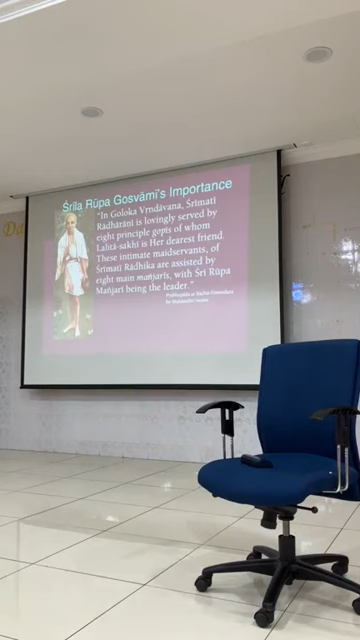 Śrīla Rūpa Gosvāmī's Importance
"In Goloka Vṛndāvana, Śrīmatī
Rādhārāṇī is lovingly served by
eight principle gopīs of whom
Lalitā-sakhī is Her dearest friend.
These intimate maidservants, of
Śrīmatī Rādhika are assisted by
eight main mañjarīs, with Śrī Rūpa
Mañjarī being the leader."